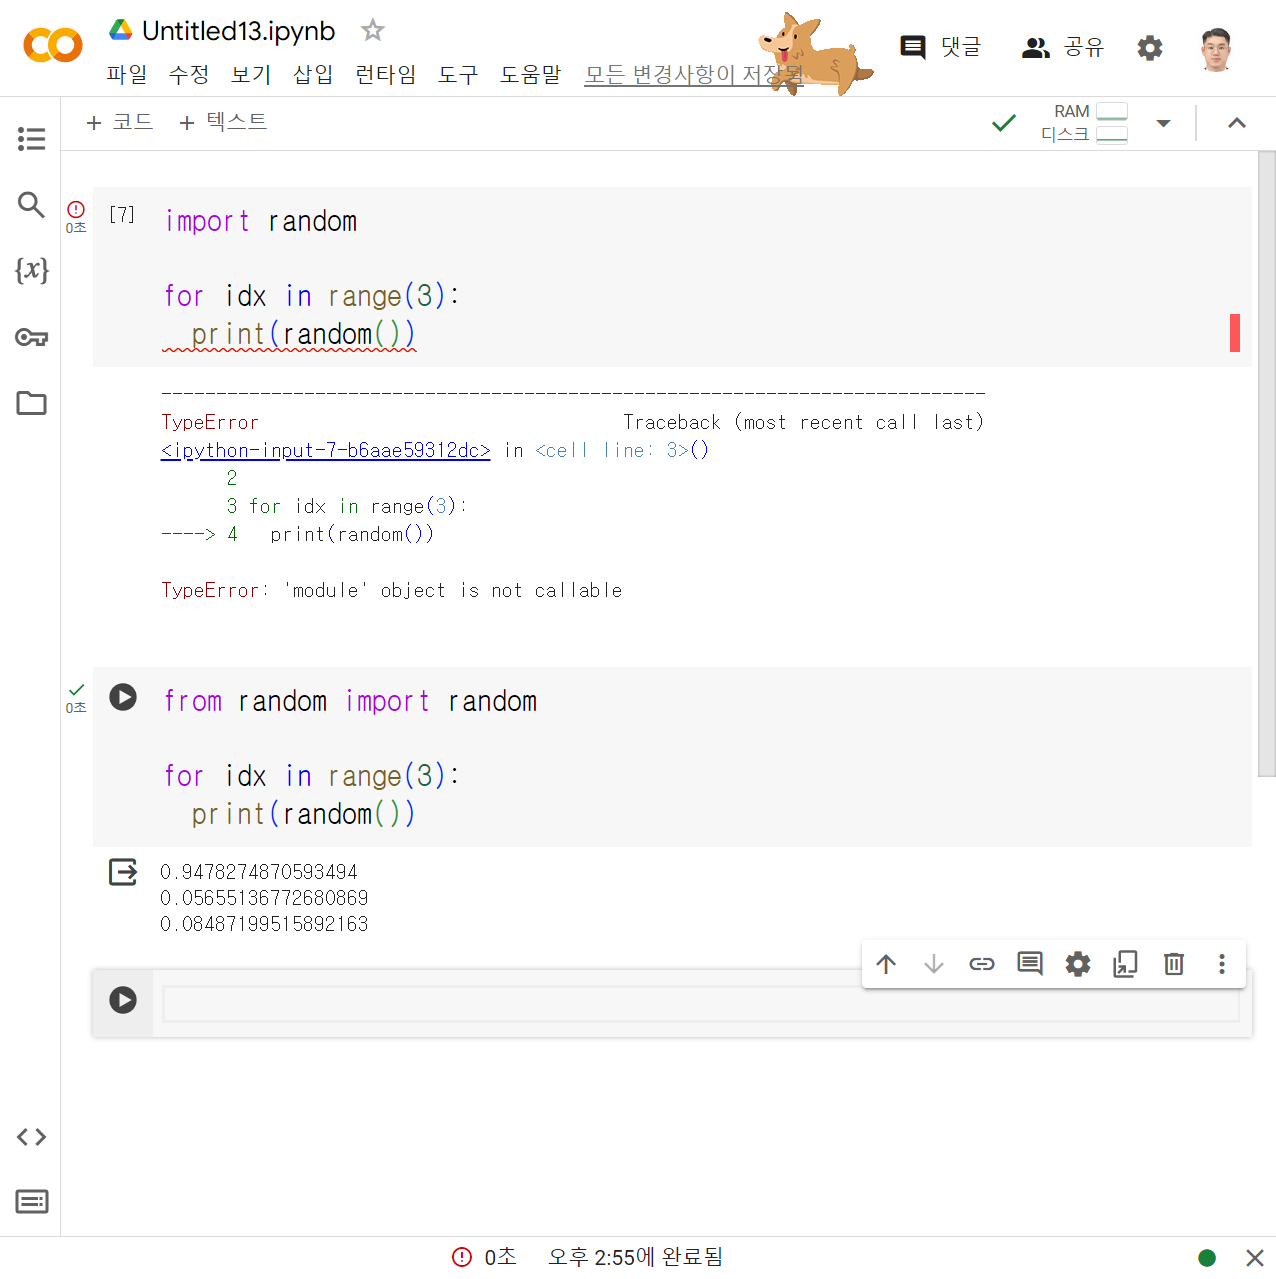 Untitled13.ipynb
파일 수정 보기 삽입 런타임 도구 도움말 모든 변경사항이 저장됨
댓글 공유
+ 코드 + 텍스트
RAM
디스크
0초
[7]
import random
for idx in range(3):
print(random())
---------------------------------------------------------------------------
TypeError Traceback (most recent call last)
<ipython-input-7-b6aae59312dc> in <cell line: 3>()
2
3 for idx in range(3):
----> 4 print(random())
TypeError: 'module' object is not callable
0초
from random import random
for idx in range(3):
print(random())
0.9478274870593494
0.05655136772680869
0.08487199515892163
0초 오후 2:55에 완료됨